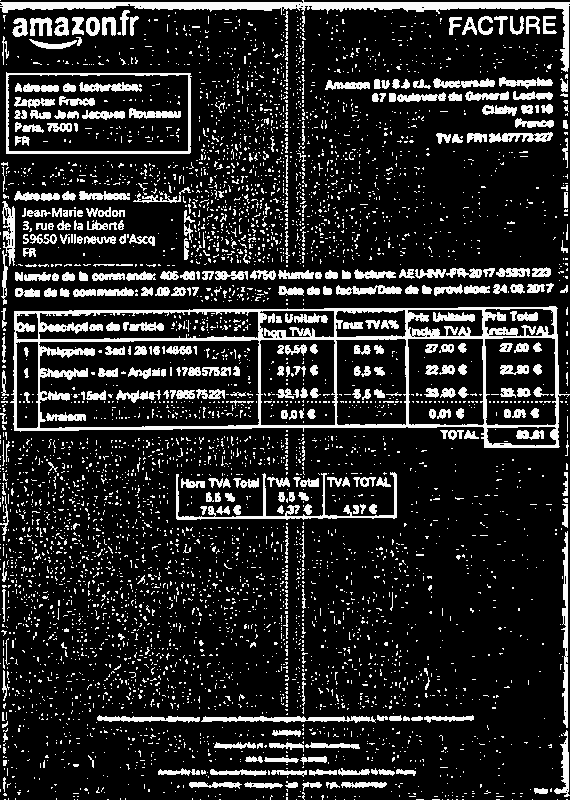 amazon.fr
FACTURE
Adresse de facturation:
Zapptax France
23 Rue Jean Jacques Rousseau
Paris, 75001
FR
Amazon EU S.à r.l., Succursale Française
67 Boulevard du General Leclerc
Clichy 92110
France
TVA: FR12487773327
Adresse de livraison:
Jean-Marie Wodon
3, rue de la Liberté
59650 Villeneuve d'Ascq
FR
Numéro de la commande: Numéro de la facture: AEU-INV-FR-2017-85331223
Date de la commande: 24.09.2017 Date de la facture/Date de la provision: 24.09.2017
Qté Description de l'article Prix Unitaire (hors TVA) Taux TVA% Prix Unitaire (inclus TVA) Prix Total (inclus TVA)
1 Philippines - 3ed | 25,59 € 5,5 % 27,00 € 27,00 €
1 Shanghai - 8ed - Anglais | 1786575213 21,71 € 5,5 % 22,90 € 22,90 €
1 China - 15ed - Anglais | 1786575221 32,13 € 5,5 % 33,90 € 33,90 €
Livraison 0,01 € 0,01 € 0,01 €
TOTAL: 83,81 €
Hors TVA Total TVA Total TVA TOTAL
5,5 % 5,5 %
79,44 € 4,37 € 4,37 €